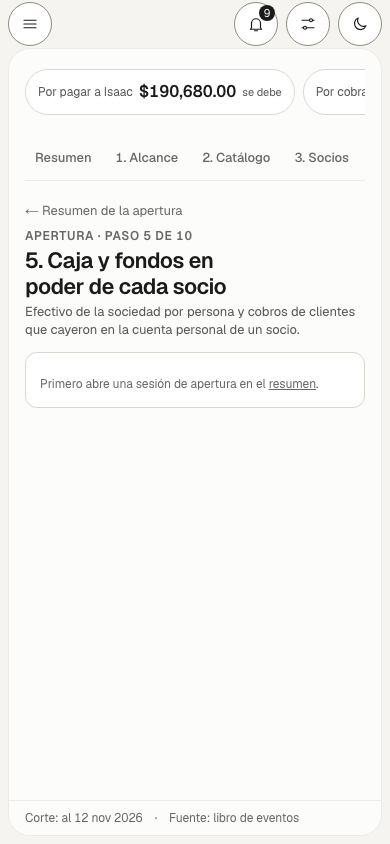 9
Por pagar a Isaac $190,680.00 se debe
Por cobra
Resumen 1. Alcance 2. Catálogo 3. Socios
← Resumen de la apertura
APERTURA · PASO 5 DE 10
5. Caja y fondos en
poder de cada socio
Efectivo de la sociedad por persona y cobros de clientes
que cayeron en la cuenta personal de un socio.
Primero abre una sesión de apertura en el resumen.
Corte: al 12 nov 2026 · Fuente: libro de eventos